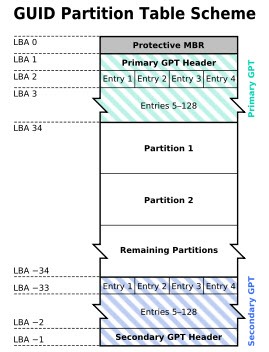 GUID Partition Table Scheme
LBA 0
Protective MBR
LBA 1
Primary GPT Header
LBA 2
Entry 1 Entry 2 Entry 3 Entry 4
LBA 3
Entries 5–128
Primary GPT
LBA 34
Partition 1
Partition 2
Remaining Partitions
LBA −34
LBA −33
Entry 1 Entry 2 Entry 3 Entry 4
Entries 5–128
LBA −2
LBA −1
Secondary GPT Header
Secondary GPT